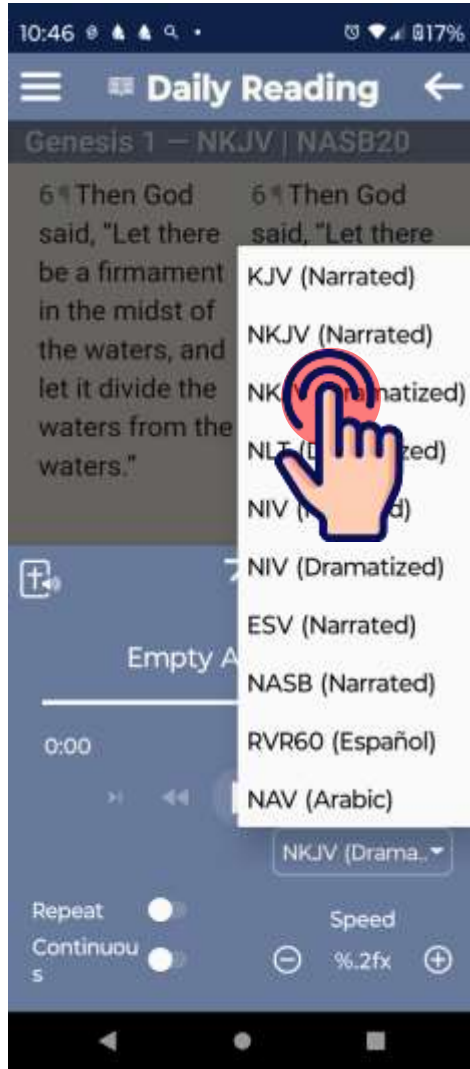 10:46
17%
Daily Reading
Genesis 1 — NKJV | NASB20
6¶Then God
said, "Let there
be a firmament
in the midst of
the waters, and
let it divide the
waters from the
waters."
6¶Then God
said, "Let there
KJV (Narrated)
NKJV (Narrated)
NIV
NIV (Dramatized)
ESV (Narrated)
NASB (Narrated)
RVR60 (Español)
NAV (Arabic)
Empty A
0:00
NKJV (Drama..
Repeat
Speed
Continuou
s
%.2fx